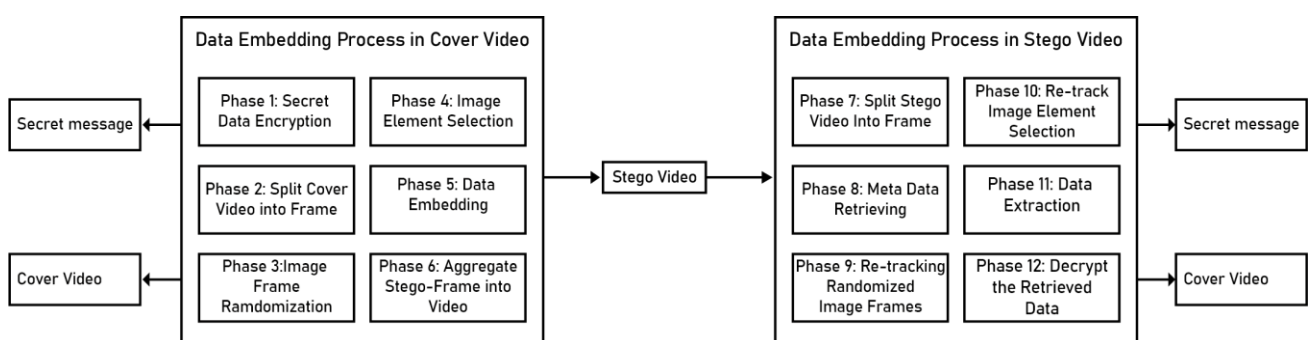 Data Embedding Process in Cover Video
Secret message
Cover Video
Phase 1: Secret
Data Encryption
Phase 2: Split Cover
Video into Frame
Phase 3:Image
Frame
Ramdomization
Phase 4: Image
Element Selection
Phase 5: Data
Embedding
Phase 6: Aggregate
Stego-Frame into
Video
Stego Video
Data Embedding Process in Stego Video
Phase 7: Split Stego
Video Into Frame
Phase 8: Meta Data
Retrieving
Phase 9: Re-tracking
Randomized
Image Frames
Phase 10: Re-track
Image Element
Selection
Phase 11: Data
Extraction
Phase 12: Decrypt
the Retrieved
Data
Secret message
Cover Video